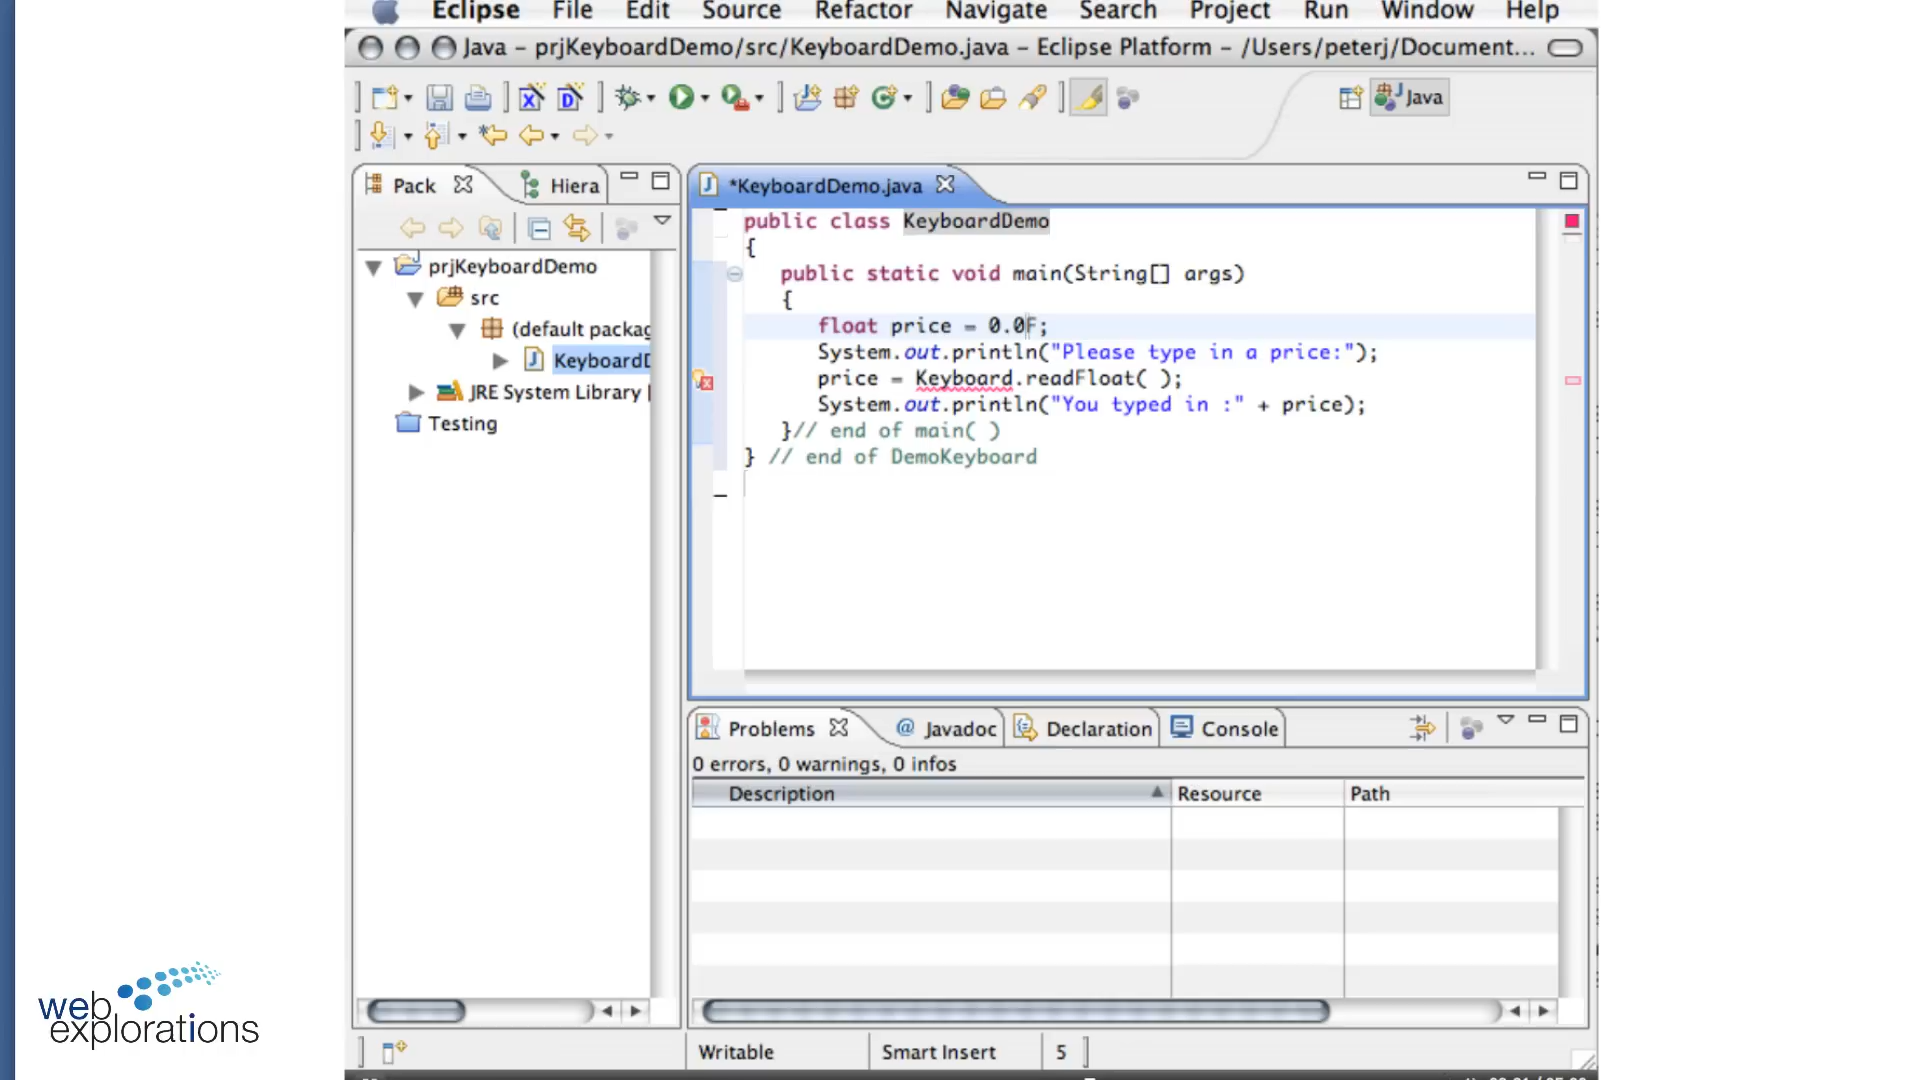 Eclipse File Edit Source Refactor Navigate Search Project Run Window Help
Java – prjKeyboardDemo/src/KeyboardDemo.java – Eclipse Platform – /Users/peterj/Document...
Java
Pack
Hiera
*KeyboardDemo.java
prjKeyboardDemo
src
(default packag
KeyboardD
JRE System Library
Testing
public class KeyboardDemo
{
public static void main(String[] args)
{
float price = 0.0F;
System.out.println("Please type in a price:");
price = Keyboard.readFloat( );
System.out.println("You typed in :" + price);
}// end of main( )
} // end of DemoKeyboard
Problems
@ Javadoc
Declaration
Console
0 errors, 0 warnings, 0 infos
Description Resource Path
Writable Smart Insert 5
web
explorations